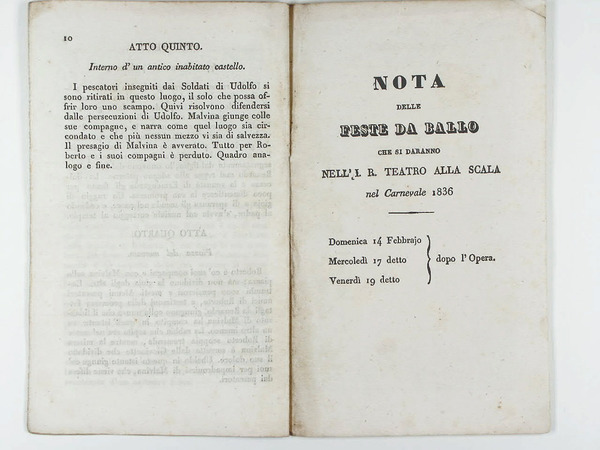 10
ATTO QUINTO.
Interno d' un antico inabitato castello.
I pescatori inseguiti dai Soldati di Udolfo si
sono ritirati in questo luogo, il solo che possa of-
frir loro uno scampo. Quivi risolvono difendersi
dalle persecuzioni di Udolfo. Malvina giunge colle
sue compagne, e narra come quel luogo sia cir-
condato e che più nessun mezzo vi sia di salvezza.
Il presagio di Malvina è avverato. Tutto per Ro-
berto e i suoi compagni è perduto. Quadro ana-
logo e fine.
NOTA
DELLE
FESTE DA BALLO
CHE SI DARANNO
NELL' I. R. TEATRO ALLA SCALA
nel Carnevale 1836
Domenica 14 Febbrajo
Mercoledì 17 detto
Venerdì 19 detto
dopo l' Opera.